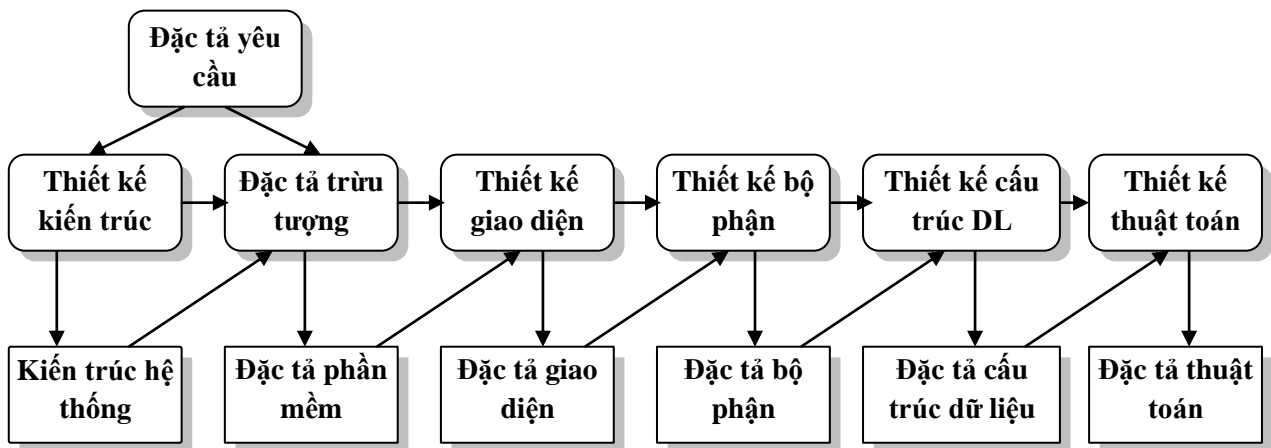 Đặc tả yêu
cầu
Thiết kế
kiến trúc
Đặc tả trừu
tượng
Thiết kế
giao diện
Thiết kế bộ
phận
Thiết kế cấu
trúc DL
Thiết kế
thuật toán
Kiến trúc hệ
thống
Đặc tả phần
mềm
Đặc tả giao
diện
Đặc tả bộ
phận
Đặc tả cấu
trúc dữ liệu
Đặc tả thuật
toán